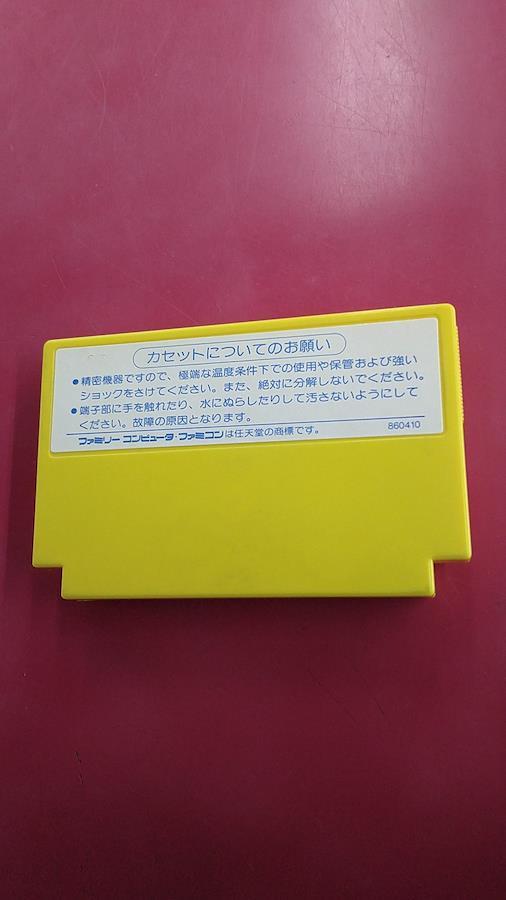 カセットについてのお願い
●精密機器ですので、極端な温度条件下での使用や保管および強い
ショックをさけてください。また、絶対に分解しないでください。
●端子部に手を触れたり、水にぬらしたりして汚さないようにして
ください。故障の原因となります。
ファミリー コンピュータ・ファミコンは任天堂の商標です。 860410